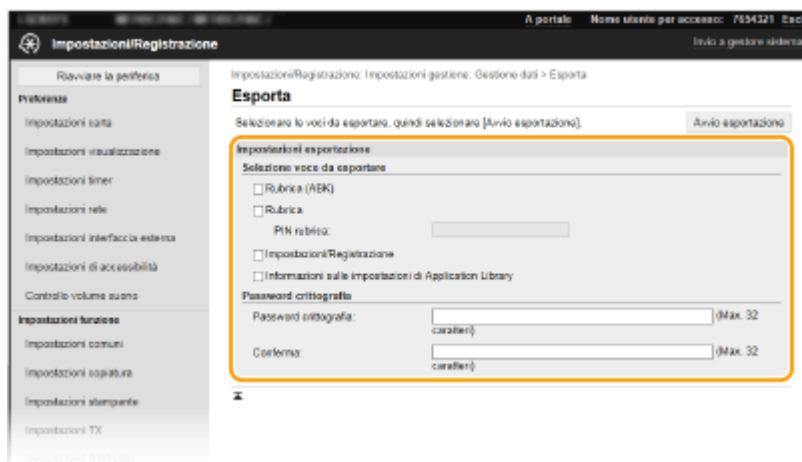 A portale Nome utente per accesso: 7654321
Impostazioni/Registrazione
Invio a gestore sistema
Riavviare la periferica
Preferenze
Impostazioni carta
Impostazioni visualizzazione
Impostazioni timer
Impostazioni rete
Impostazioni interfaccia esterna
Impostazioni di accessibilità
Controllo volume suono
Impostazioni funzione
Impostazioni comuni
Impostazioni copiatura
Impostazioni stampante
Impostazioni TX
Impostazioni/Registrazione: Impostazioni gestione: Gestione dati > Esporta
Esporta
Selezionare le voci da esportare, quindi selezionare [Avvio esportazione].
Avvio esportazione
Impostazioni esportazione
Selezione voce da esportare
Rubrica (ABK)
Rubrica
PIN rubrica:
Impostazioni/Registrazione
Informazioni sulle impostazioni di Application Library
Password crittografia
Password crittografia: (Max. 32
caratteri)
Conferma: (Max. 32
caratteri)